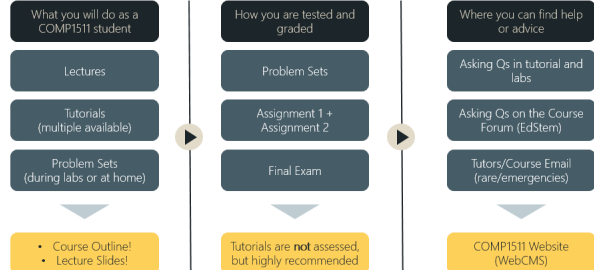 What you will do as a
COMP1511 student
Lectures
Tutorials
(multiple available)
Problem Sets
(during labs or at home)
• Course Outline!
• Lecture Slides!
How you are tested and
graded
Problem Sets
Assignment 1 +
Assignment 2
Final Exam
Tutorials are not assessed,
but highly recommended
Where you can find help
or advice
Asking Qs in tutorial and
labs
Asking Qs on the Course
Forum (EdStem)
Tutors/Course Email
(rare/emergencies)
COMP1511 Website
(WebCMS)